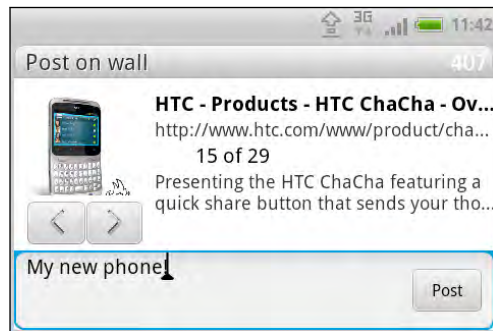 3G
11:42
Post on wall
407
HTC - Products - HTC ChaCha - Ov...
http://www.htc.com/www/product/cha...
15 of 29
Presenting the HTC ChaCha featuring a
quick share button that sends your tho...
My new phone!
Post